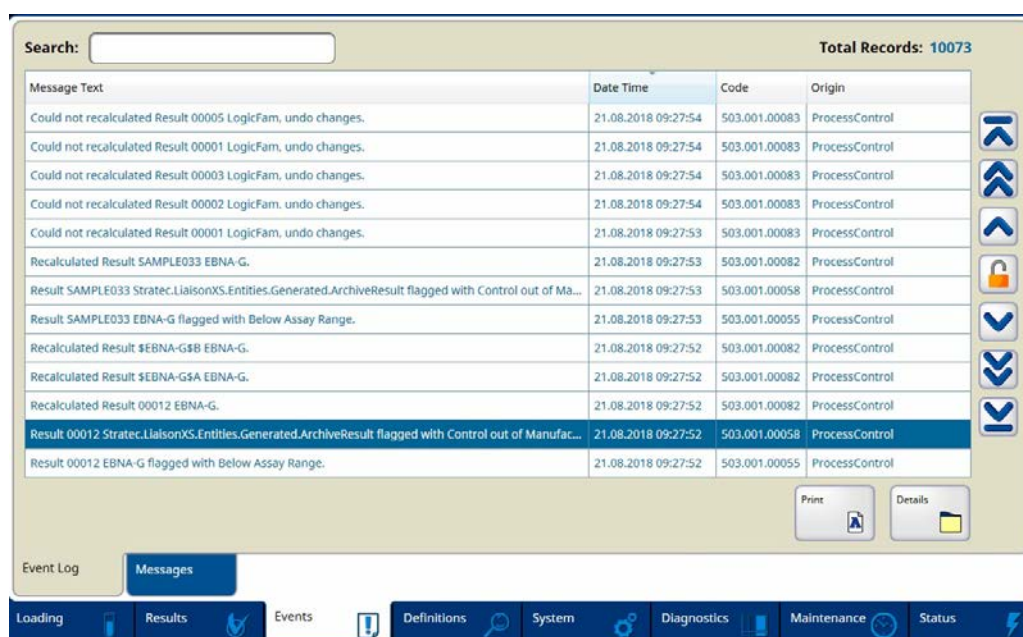 Search: Total Records: 10073
Message Text Date Time Code Origin
Could not recalculated Result 00005 LogicFam, undo changes. 21.08.2018 09:27:54 503.001.00083 ProcessControl
Could not recalculated Result 00001 LogicFam, undo changes. 21.08.2018 09:27:54 503.001.00083 ProcessControl
Could not recalculated Result 00003 LogicFam, undo changes. 21.08.2018 09:27:54 503.001.00083 ProcessControl
Could not recalculated Result 00002 LogicFam, undo changes. 21.08.2018 09:27:54 503.001.00083 ProcessControl
Could not recalculated Result 00001 LogicFam, undo changes. 21.08.2018 09:27:53 503.001.00083 ProcessControl
Recalculated Result SAMPLE033 EBNA-G. 21.08.2018 09:27:53 503.001.00082 ProcessControl
Result SAMPLE033 Stratec.LiaisonXS.Entities.Generated.ArchiveResult flagged with Control out of Ma... 21.08.2018 09:27:53 503.001.00058 ProcessControl
Result SAMPLE033 EBNA-G flagged with Below Assay Range. 21.08.2018 09:27:53 503.001.00055 ProcessControl
Recalculated Result $EBNA-G$B EBNA-G. 21.08.2018 09:27:52 503.001.00082 ProcessControl
Recalculated Result $EBNA-G$A EBNA-G. 21.08.2018 09:27:52 503.001.00082 ProcessControl
Recalculated Result 00012 EBNA-G. 21.08.2018 09:27:52 503.001.00082 ProcessControl
Result 00012 Stratec.LiaisonXS.Entities.Generated.ArchiveResult flagged with Control out of Manufac... 21.08.2018 09:27:52 503.001.00058 ProcessControl
Result 00012 EBNA-G flagged with Below Assay Range. 21.08.2018 09:27:52 503.001.00055 ProcessControl
Print Details
Event Log Messages
Loading Results Events Definitions System Diagnostics Maintenance Status